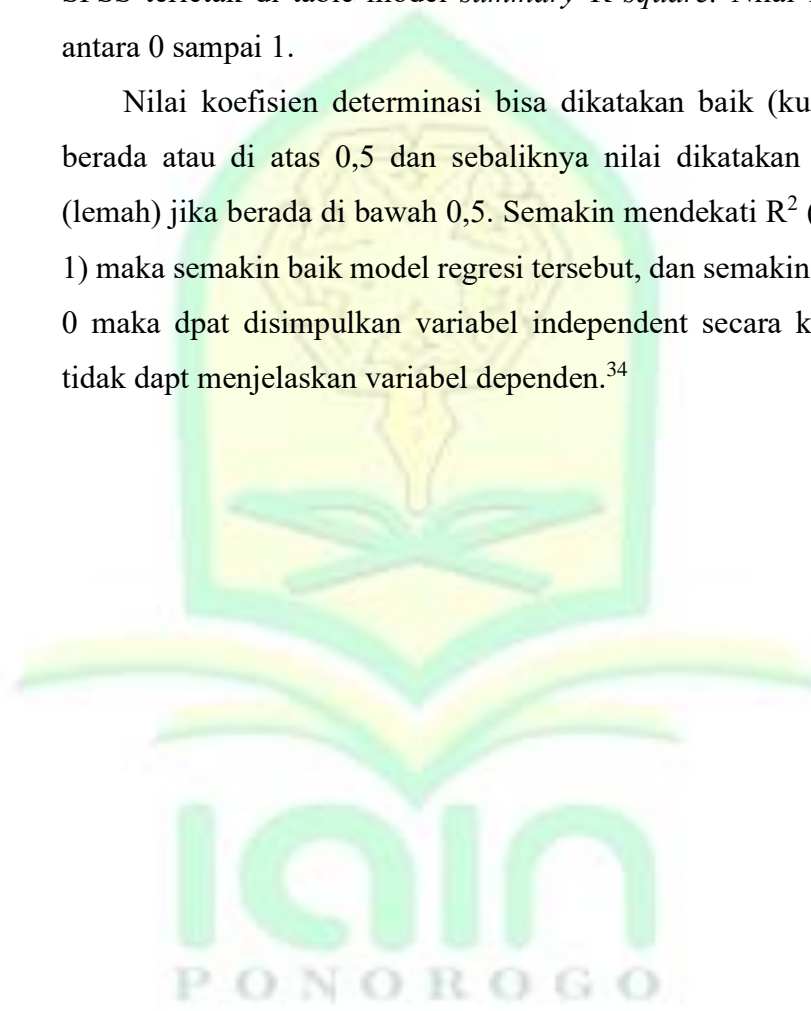 SPSS terletak di table model summary R square. Nilai
antara 0 sampai 1.
Nilai koefisien determinasi bisa dikatakan baik
berada atau di atas 0,5 dan sebaliknya nilai dikatakan
(lemah) jika berada di bawah 0,5. Semakin mendekati R² (
1) maka semakin baik model regresi tersebut, dan semakin
0 maka dpat disimpulkan variabel independent secara
tidak dapt menjelaskan variabel dependen.³⁴
iain
PONOROGO